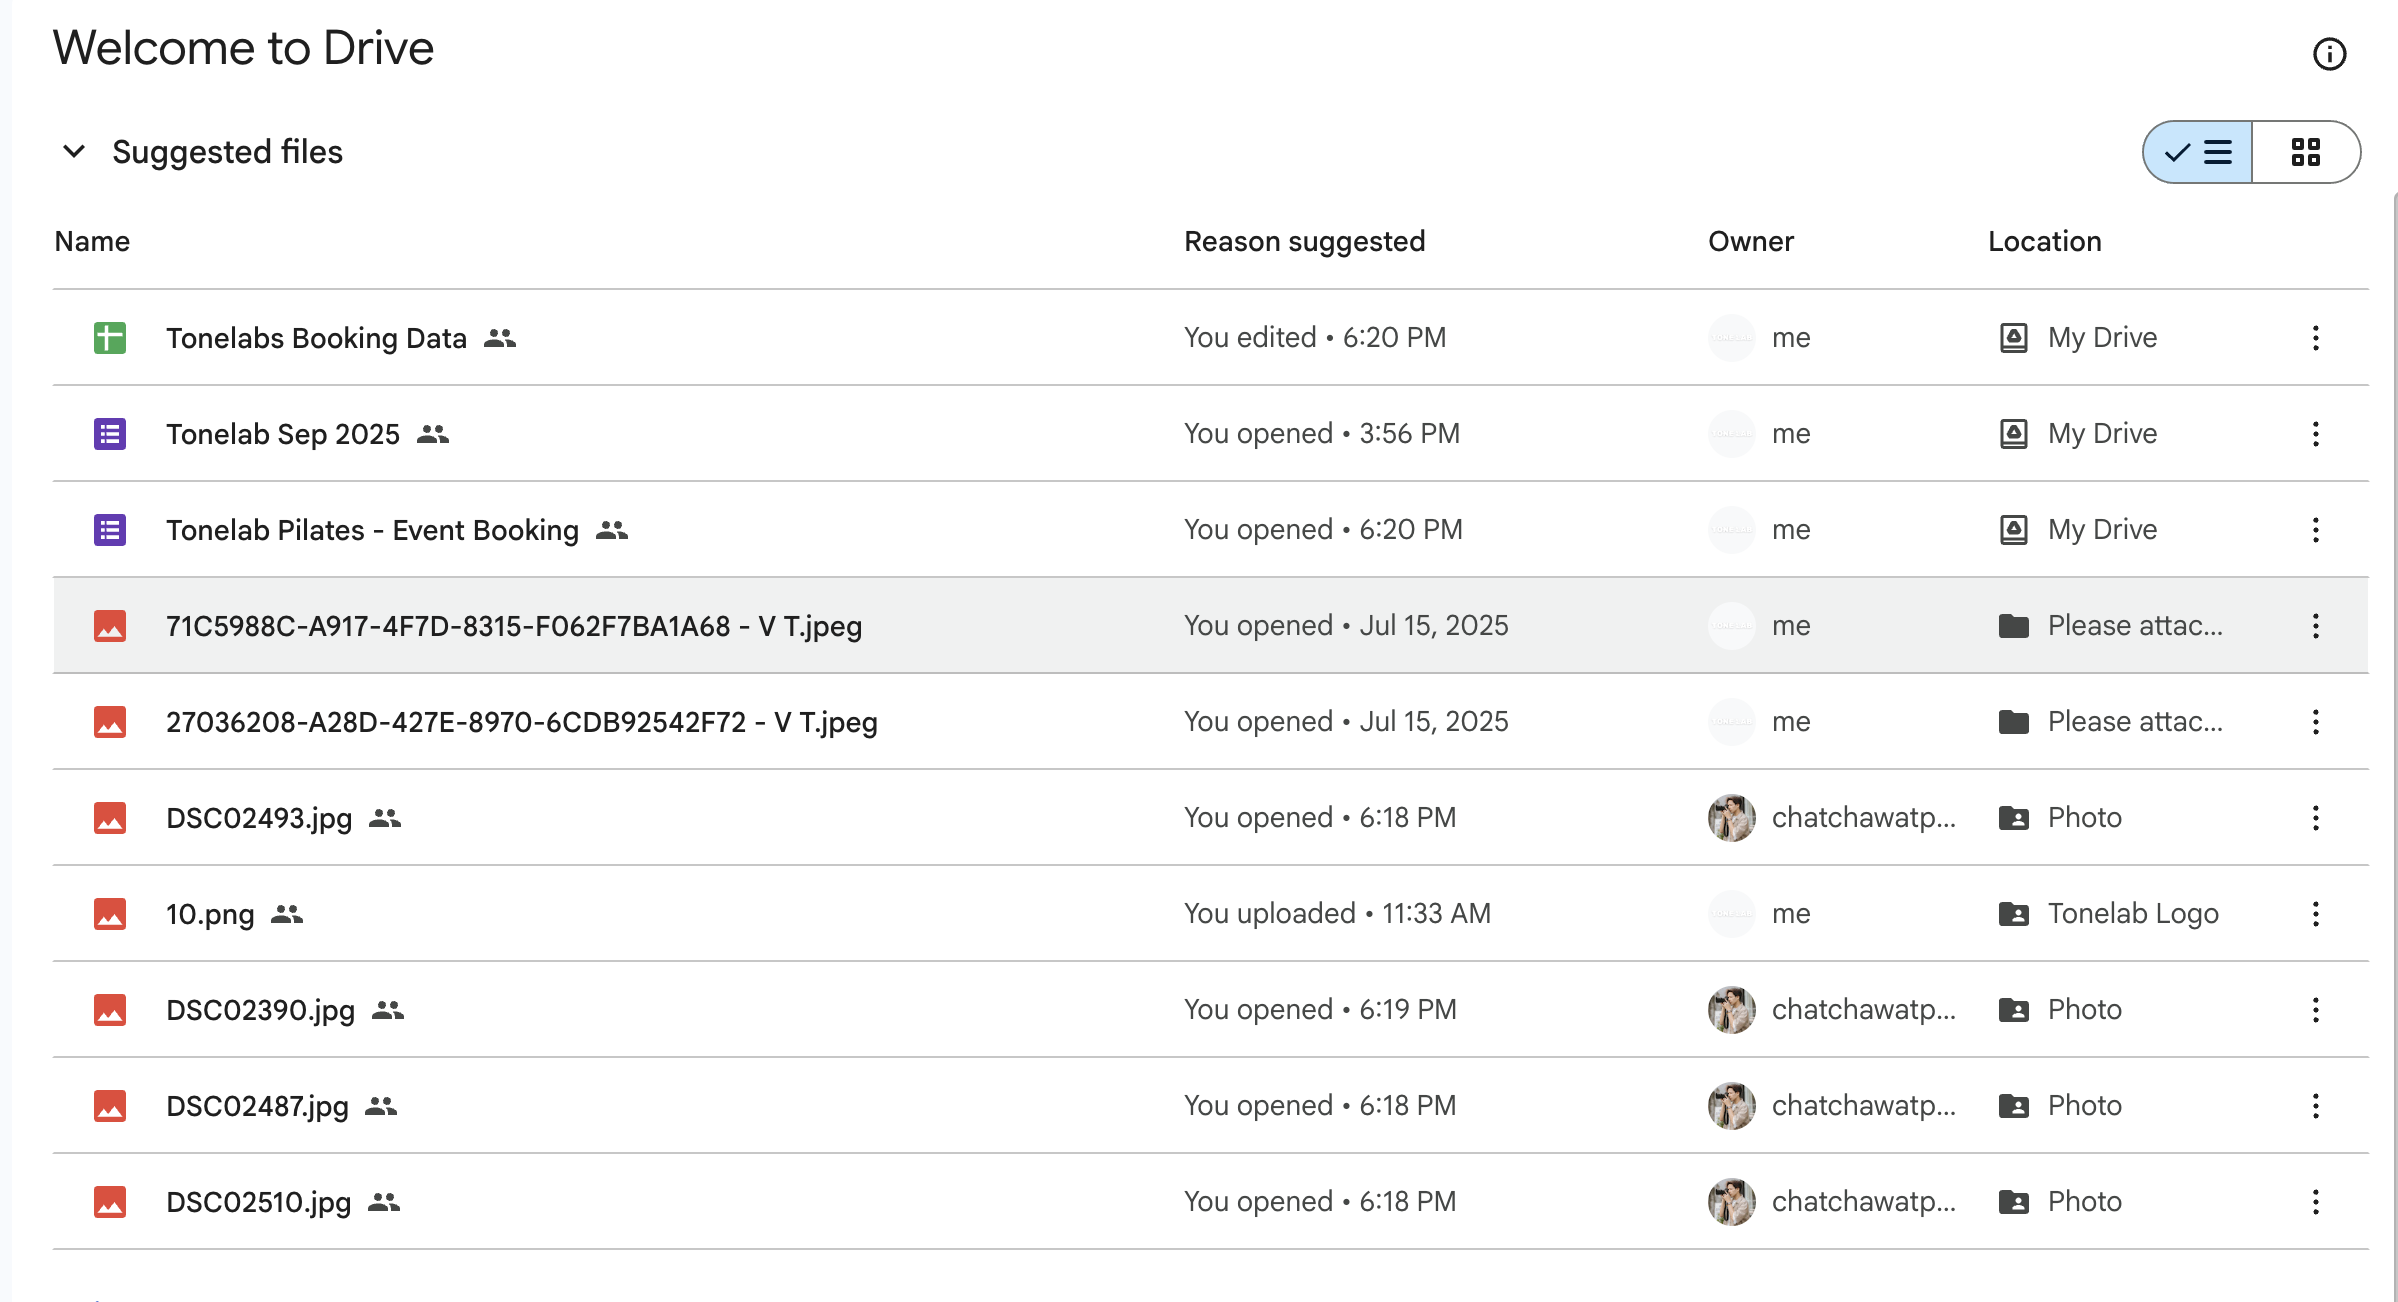 Welcome to Drive
Suggested files
Name Reason suggested Owner Location
Tonelabs Booking Data You edited • 6:20 PM me My Drive
Tonelab Sep 2025 You opened • 3:56 PM me My Drive
Tonelab Pilates - Event Booking You opened • 6:20 PM me My Drive
71C5988C-A917-4F7D-8315-F062F7BA1A68 - V T.jpeg You opened • Jul 15, 2025 me Please attac...
27036208-A28D-427E-8970-6CDB92542F72 - V T.jpeg You opened • Jul 15, 2025 me Please attac...
DSC02493.jpg You opened • 6:18 PM chatchawatp... Photo
10.png You uploaded • 11:33 AM me Tonelab Logo
DSC02390.jpg You opened • 6:19 PM chatchawatp... Photo
DSC02487.jpg You opened • 6:18 PM chatchawatp... Photo
DSC02510.jpg You opened • 6:18 PM chatchawatp... Photo